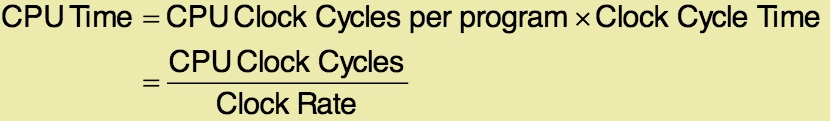 CPU Time = CPU Clock Cycles per program × Clock Cycle Time
= CPU Clock Cycles
Clock Rate